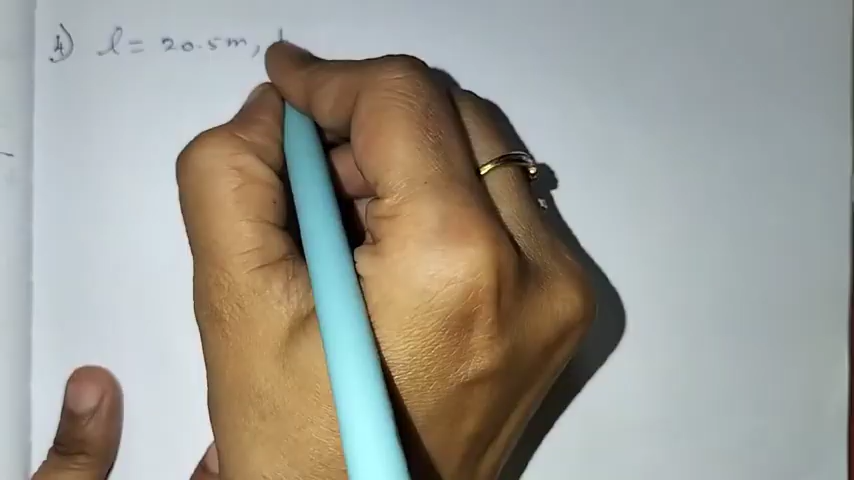 4) l = 20.5m,